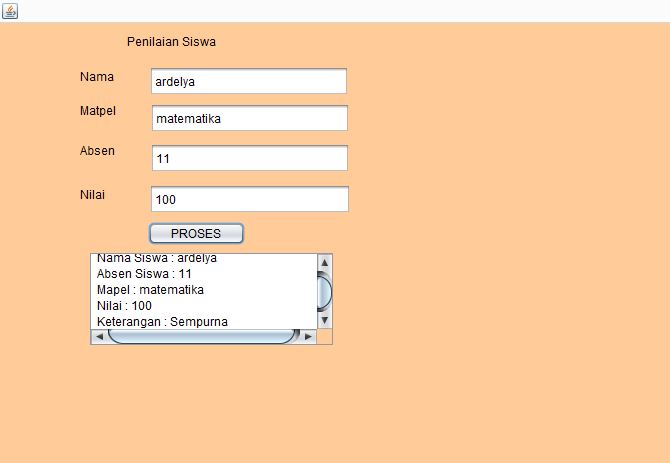 Penilaian Siswa
Nama ardelya
Matpel matematika
Absen 11
Nilai 100
PROSES
Nama Siswa : ardelya
Absen Siswa : 11
Mapel : matematika
Nilai : 100
Keterangan : Sempurna